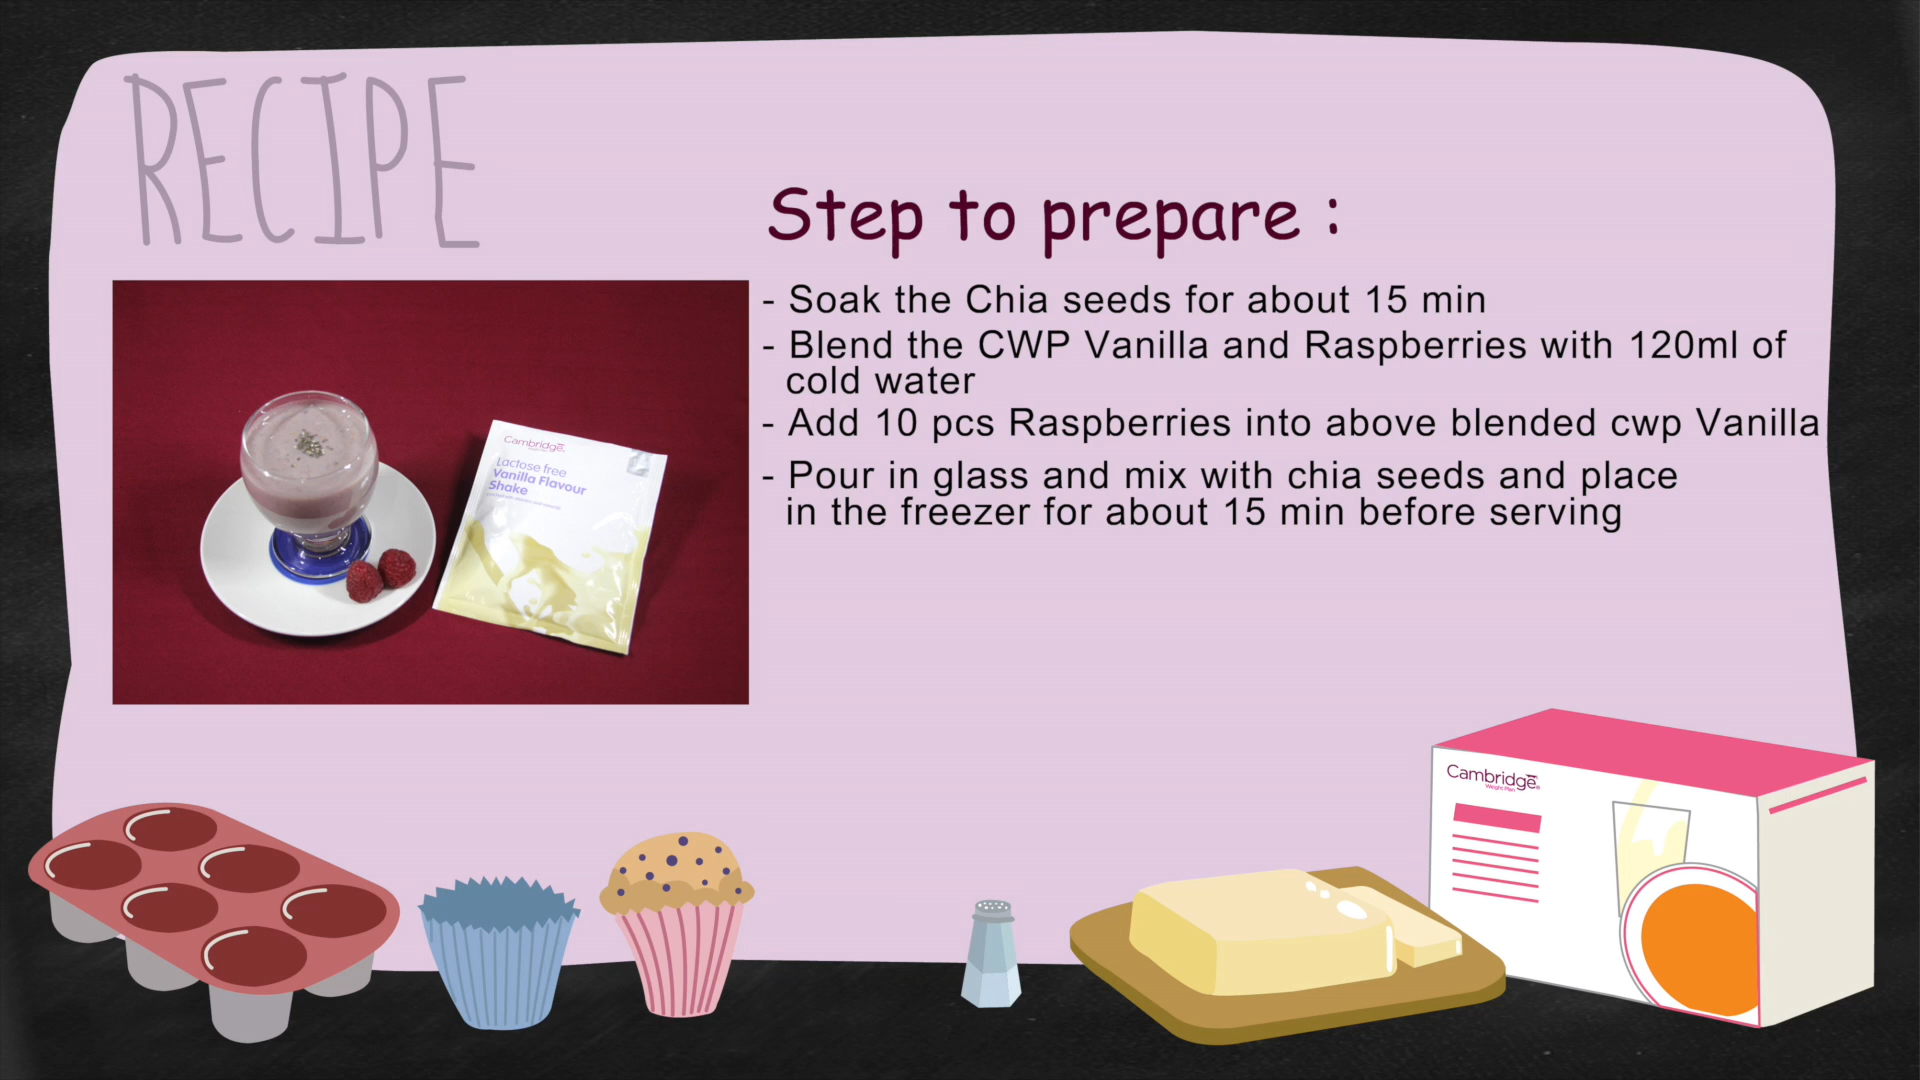 RECIPE
Step to prepare :
- Soak the Chia seeds for about 15 min
- Blend the CWP Vanilla and Raspberries with 120ml of
cold water
- Add 10 pcs Raspberries into above blended cwp Vanilla
- Pour in glass and mix with chia seeds and place
in the freezer for about 15 min before serving
Cambridge
Lactose free
Vanilla Flavour
Shake
Cambridge
Weight Plan